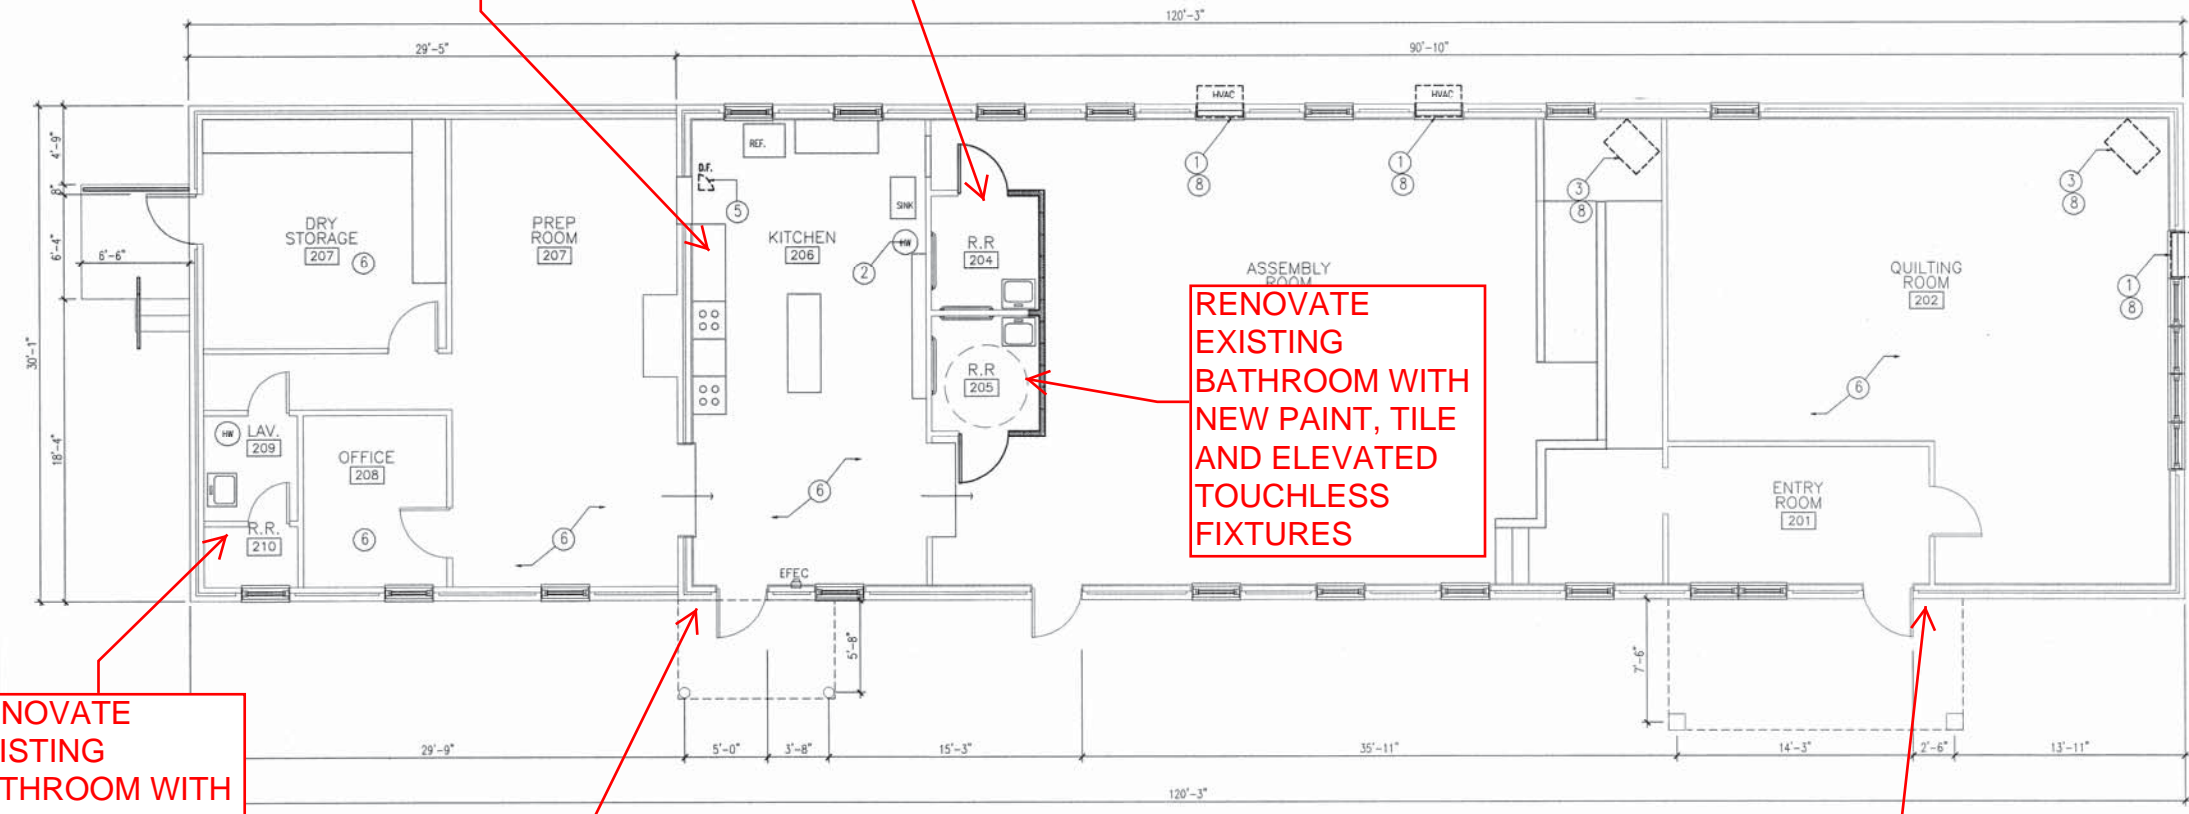 120'-3"
29'-5"
90'-10"
HVAC
HVAC
4'-9"
8"
6'-4"
6'-6"
30'-1"
18'-4"
REF.
D.F.
SINK
HW
1
8
1
8
3
8
3
8
5
2
DRY
STORAGE
207
6
PREP
ROOM
207
KITCHEN
206
R.R
204
R.R
205
ASSEMBLY
QUILTING
ROOM
202
1
8
6
RENOVATE
EXISTING
BATHROOM WITH
NEW PAINT, TILE
AND ELEVATED
TOUCHLESS
FIXTURES
HW
LAV.
209
OFFICE
208
6
R.R.
210
6
6
ENTRY
ROOM
201
EFEC
5'-8"
7'-6"
NOVATE
ISTING
THROOM WITH
29'-9"
5'-0"
3'-8"
15'-3"
35'-11"
14'-3"
2'-6"
13'-11"
120'-3"